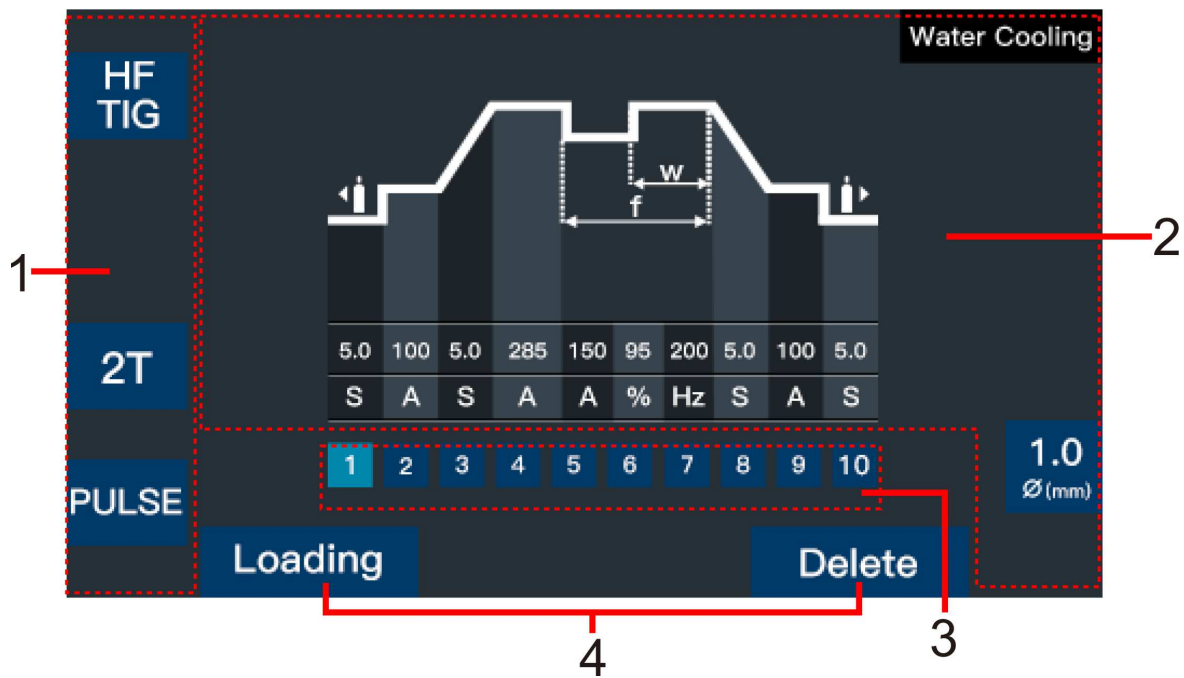 Water Cooling
HF
TIG
w
f
1
2
2T
5.0 100 5.0 285 150 95 200 5.0 100 5.0
S A S A A % Hz S A S
1 2 3 4 5 6 7 8 9 10
1.0
Ø(mm)
PULSE
Loading
Delete
3
4